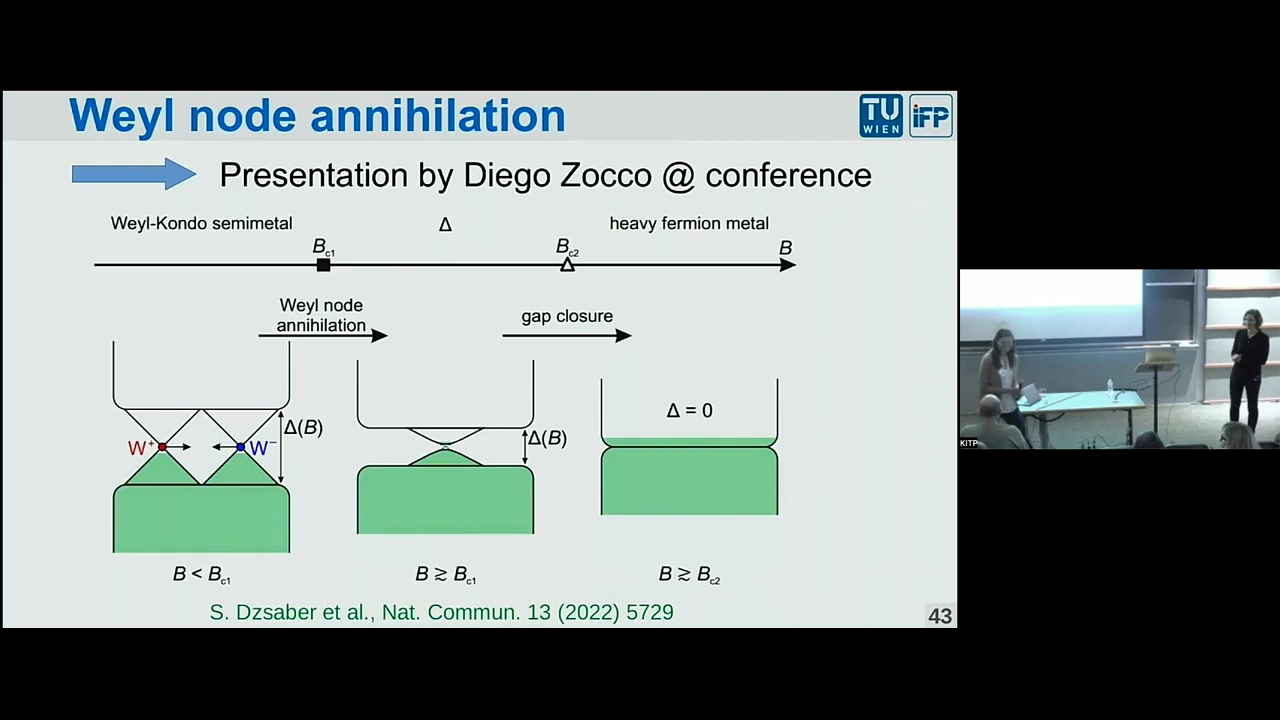 Weyl node annihilation
TU
WIEN
iFP
Presentation by Diego Zocco @ conference
Weyl-Kondo semimetal
Δ
heavy fermion metal
Bc1
Bc2
B
Weyl node
annihilation
gap closure
Δ = 0
W+
W−
Δ(B)
Δ(B)
B < Bc1
B ≳ Bc1
B ≳ Bc2
S. Dzsaber et al., Nat. Commun. 13 (2022) 5729
43
KITP